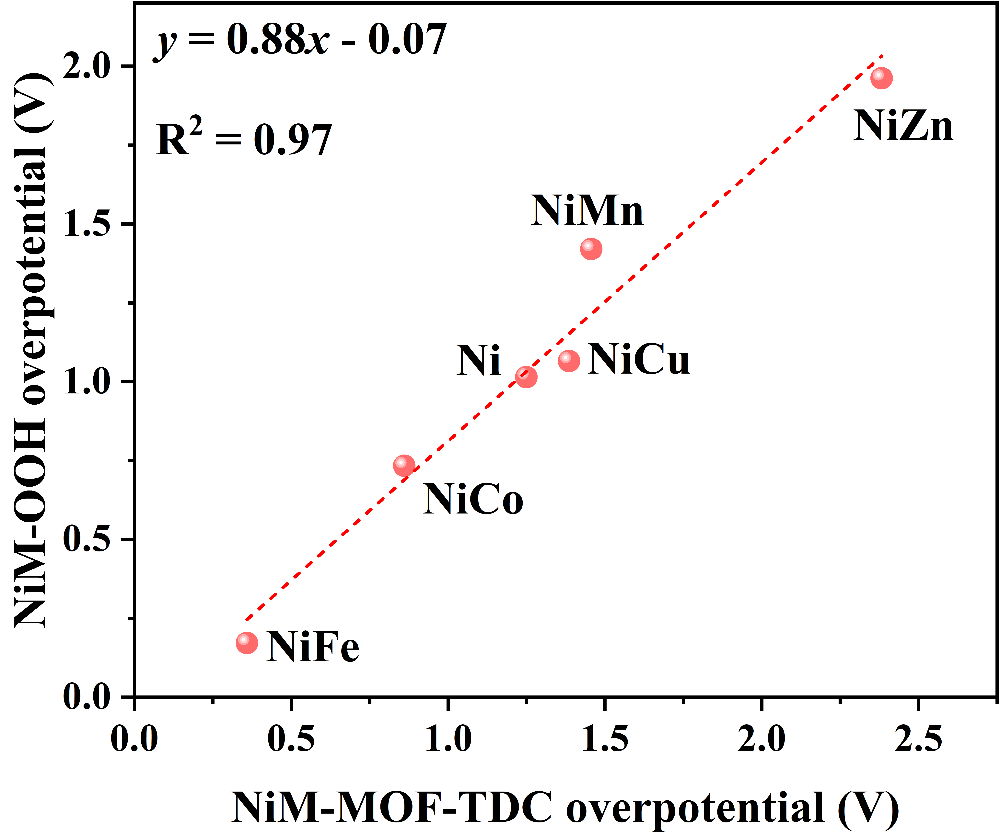 y = 0.88x - 0.07
R² = 0.97
NiM-OOH overpotential (V)
2.0
1.5
1.0
0.5
0.0
NiZn
NiMn
Ni
NiCu
NiCo
NiFe
0.0 0.5 1.0 1.5 2.0 2.5
NiM-MOF-TDC overpotential (V)